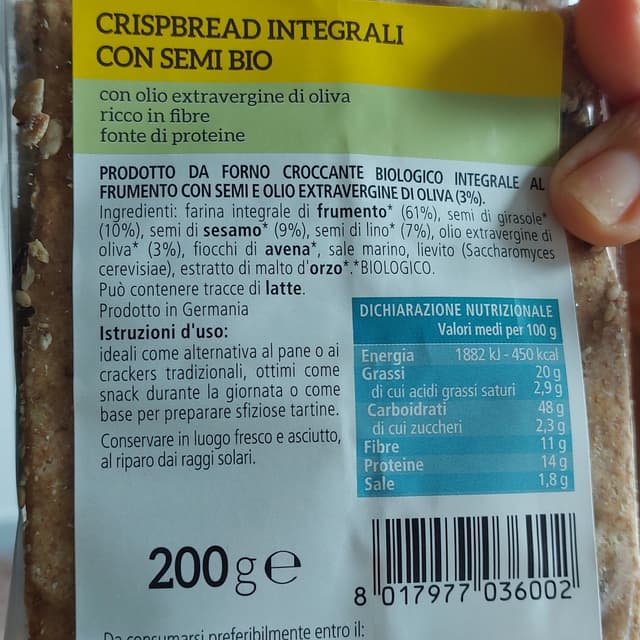 CRISPBREAD INTEGRALI
CON SEMI BIO
con olio extravergine di oliva
ricco in fibre
fonte di proteine
PRODOTTO DA FORNO CROCCANTE BIOLOGICO INTEGRALE AL
FRUMENTO CON SEMI E OLIO EXTRAVERGINE DI OLIVA (3%).
Ingredienti: farina integrale di frumento* (61%), semi di girasole*
(10%), semi di sesamo* (9%), semi di lino* (7%), olio extravergine di
oliva* (3%), fiocchi di avena*, sale marino, lievito (Saccharomyces
cerevisiae), estratto di malto d'orzo*.*BIOLOGICO.
Può contenere tracce di latte.
Prodotto in Germania
Istruzioni d'uso:
ideali come alternativa al pane o ai
crackers tradizionali, ottimi come
snack durante la giornata o come
base per preparare sfiziose tartine.
Conservare in luogo fresco e asciutto,
al riparo dai raggi solari.
DICHIARAZIONE NUTRIZIONALE
Valori medi per 100 g
Energia 1882 kJ - 450 kcal
Grassi 20 g
di cui acidi grassi saturi 2,9 g
Carboidrati 48 g
di cui zuccheri 2,3 g
Fibre 11 g
Proteine 14 g
Sale 1,8 g
200 g e
8 017977 036002
Da consumarsi preferibilmente entro il: